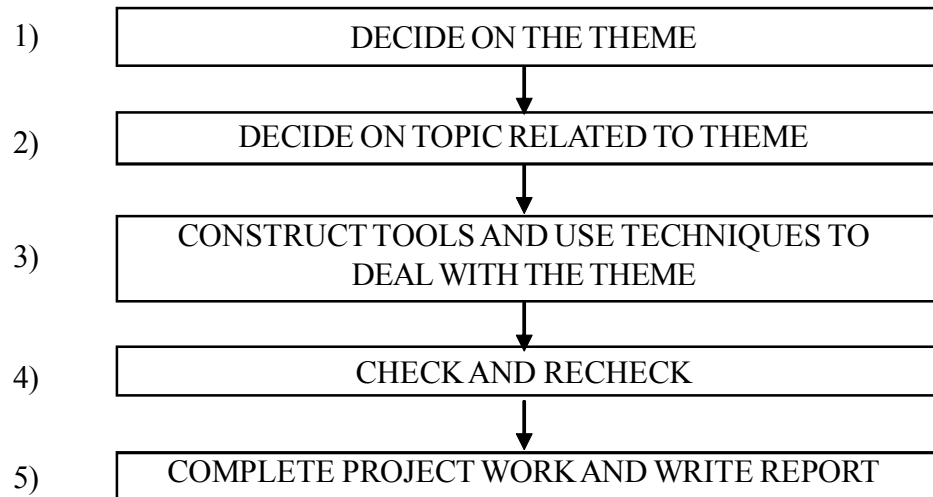 1) DECIDE ON THE THEME
2) DECIDE ON TOPIC RELATED TO THEME
3) CONSTRUCT TOOLS AND USE TECHNIQUES TO
DEAL WITH THE THEME
4) CHECK AND RECHECK
5) COMPLETE PROJECT WORK AND WRITE REPORT